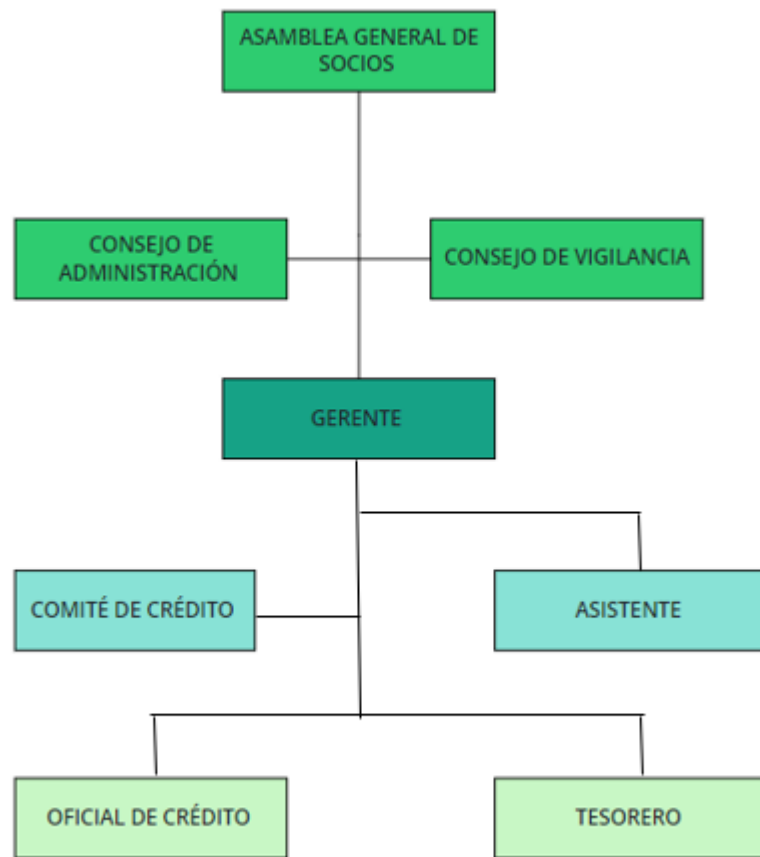 ASAMBLEA GENERAL DE
SOCIOS
CONSEJO DE
ADMINISTRACIÓN
CONSEJO DE VIGILANCIA
GERENTE
COMITÉ DE CRÉDITO
ASISTENTE
OFICIAL DE CRÉDITO
TESORERO